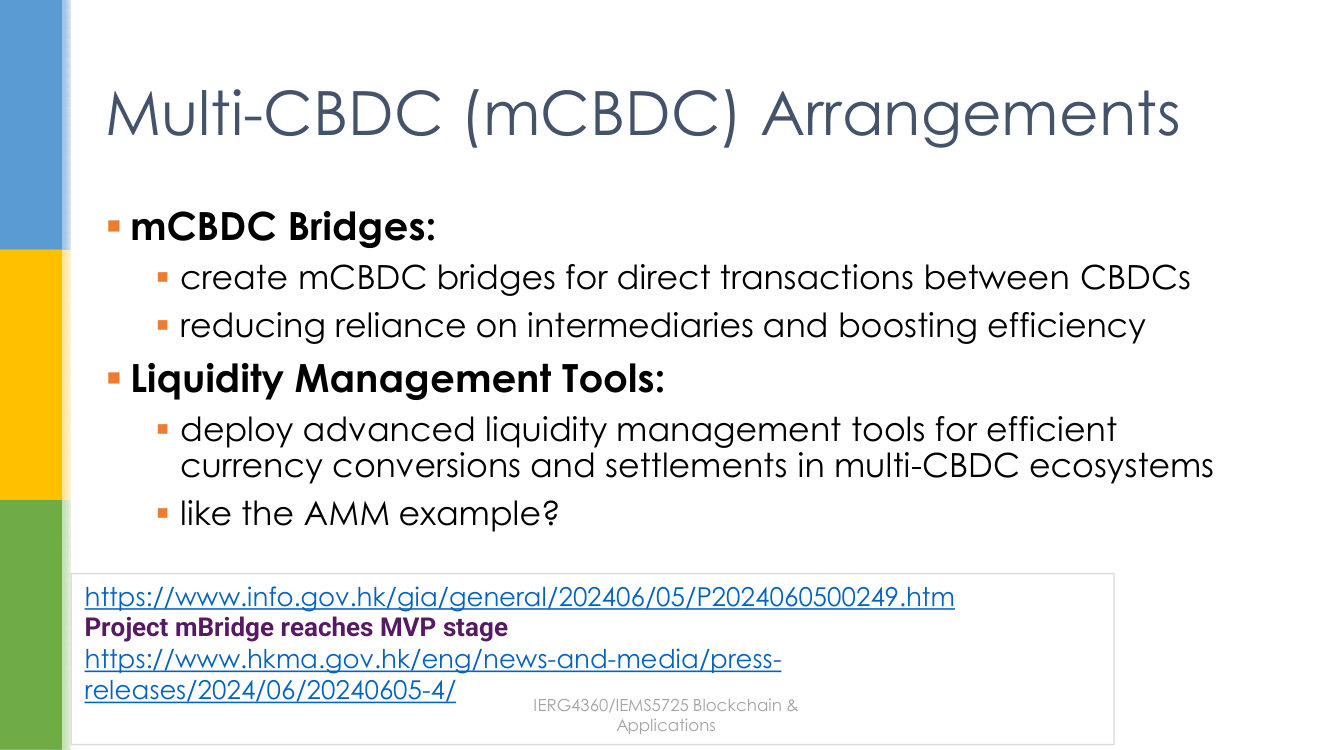 Multi-CBDC (mCBDC) Arrangements
▪ mCBDC Bridges:
▪ create mCBDC bridges for direct transactions between CBDCs
▪ reducing reliance on intermediaries and boosting efficiency
▪ Liquidity Management Tools:
▪ deploy advanced liquidity management tools for efficient
currency conversions and settlements in multi-CBDC ecosystems
▪ like the AMM example?
https://www.info.gov.hk/gia/general/202406/05/P2024060500249.htm
Project mBridge reaches MVP stage
https://www.hkma.gov.hk/eng/news-and-media/press-
releases/2024/06/20240605-4/
IERG4360/IEMS5725 Blockchain &
Applications